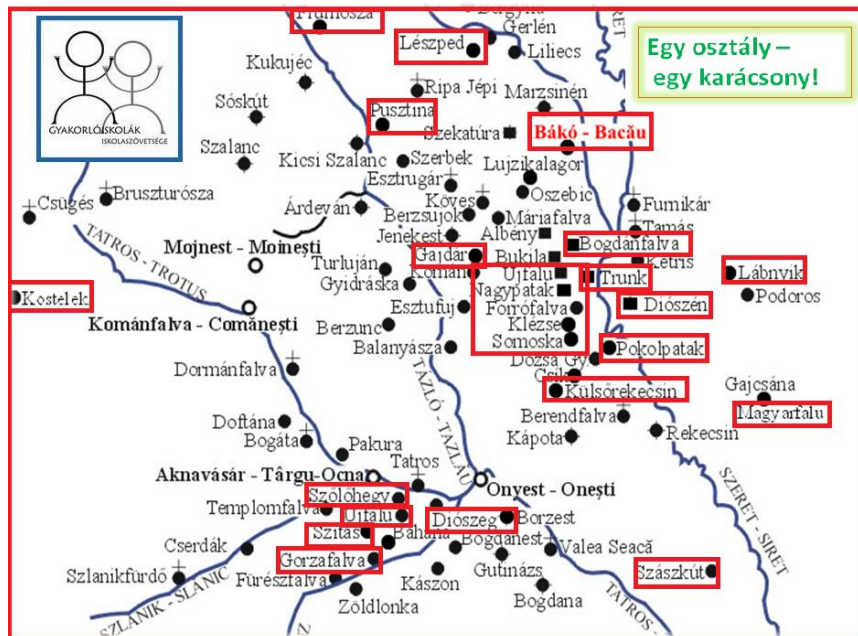 Frumósza
Gerlén
Lészped
Liliecs
Egy osztály –
egy karácsony!
Kukujéc
Ripa Jépi
Marzsinén
SIRET
Sóskút
Pusztina
Szekatúra
Bákó - Bacău
GYAKORLÓISKOLÁK
ISKOLASZÖVETSÉGE
Szalanc
Kicsi Szalanc
Szerbek
Lujzikalagor
Esztrugár
Oszebic
Csügés
Bruszturósza
Köves
Fumikár
Árdeván
Berzsujok
Máriafalva
Tamás
Jenekest
Albény
Bogdánfalva
Mojnest - Moinești
Gajdár
Bukila
Ketris
TATROS - TROTUS
Turluján
Újfalu
Trunk
Lábnyik
Gyidráska
Nagypatak
Diószén
Podoros
Kostelek
Esztufuj
Forrófalva
Kománfalva - Comănești
Berzunc
Klézse
Balanyásza
Somoska
Pokolpatak
Dózsa Gy.
Dormánfalva
Csík
TAZLÓ - TAZLĂU
Külsőrekecsin
Gajcsána
Magyarfalu
Doftána
Berendfalva
Bogáta
Kápota
Rekecsin
Pakura
Aknavásár - Târgu-Ocna
Tatros
Onyest - Onești
SZERET - SIRET
Szőlőhegy
Templomfalva
Újfalu
Diószeg
Borzest
Szitás
Bahána
Cserdák
Bogdánest
Valea Seacă
Gorzafalva
Gutinázs
Szászkút
Szlanikfürdő
Fűrészfalva
Kászon
Zöldlonka
Bogdana
SZLANIK - SLANIC
TATROS -